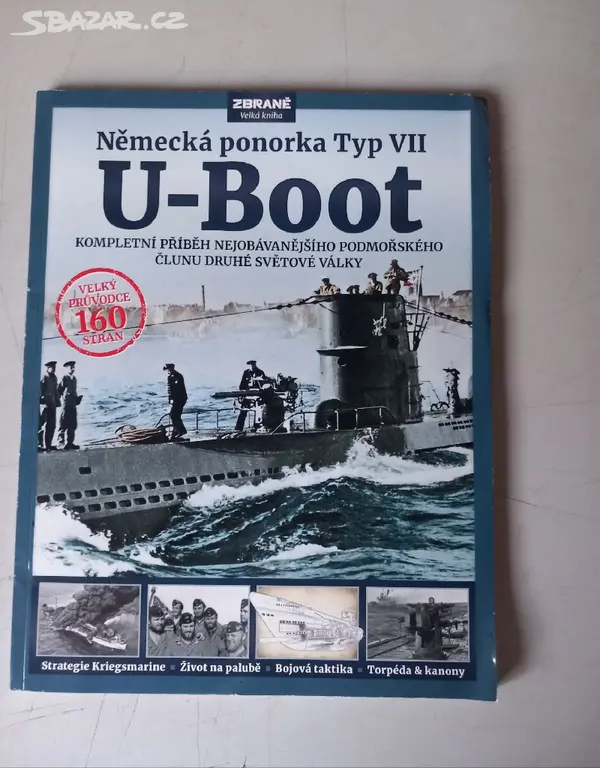 SBAZAR.CZ
ZBRANĚ
Velká kniha
Německá ponorka Typ VII
U-Boot
KOMPLETNÍ PŘÍBĚH NEJOBÁVANĚJŠÍHO PODMOŘSKÉHO
ČLUNU DRUHÉ SVĚTOVÉ VÁLKY
VELKÝ
PRŮVODCE
160
STRAN
Strategie Kriegsmarine ▪ Život na palubě ▪ Bojová taktika ▪ Torpéda & kanony